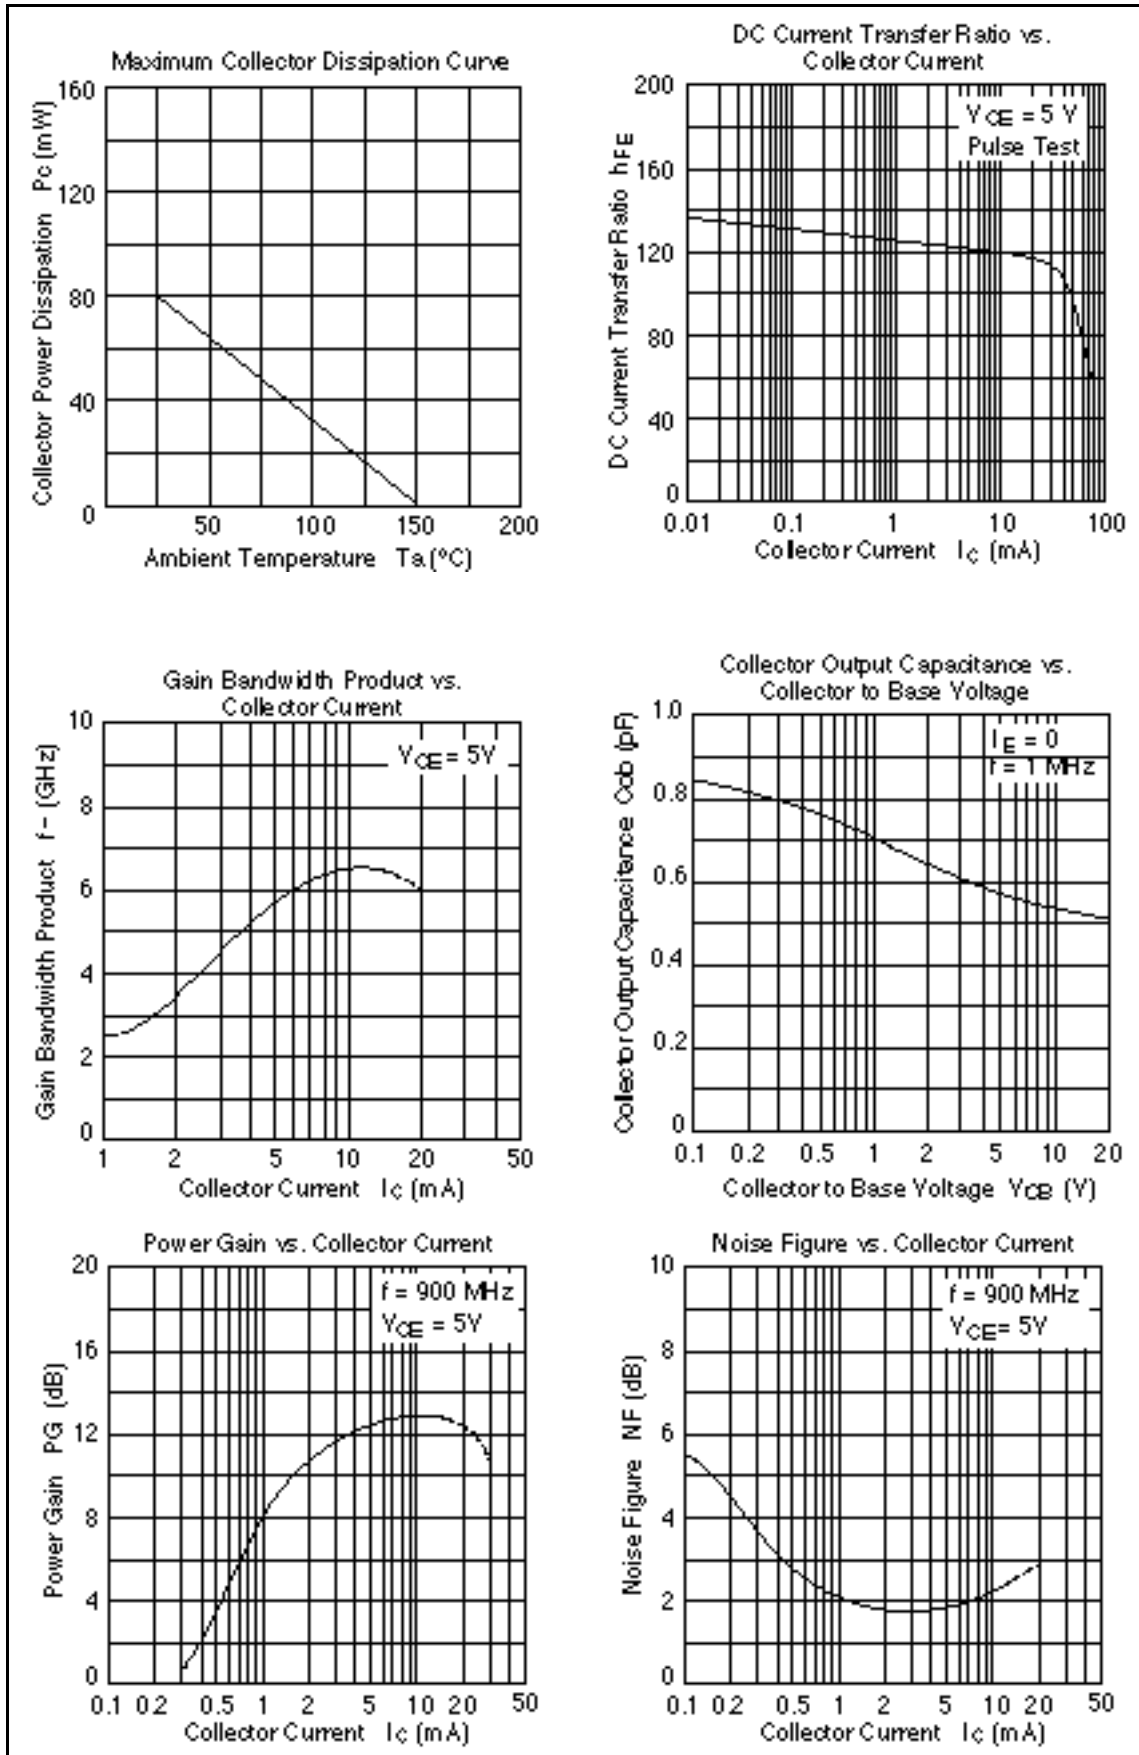 Maximum Collector Dissipation Curve
Collector Power Dissipation Pc (mW)
160
120
80
40
0
50 100 150 200
Ambient Temperature Ta (°C)
DC Current Transfer Ratio vs.
Collector Current
DC Current Transfer Ratio hFE
200
160
120
80
40
0
VCE = 5 V
Pulse Test
0.01 0.1 1 10 100
Collector Current IC (mA)
Gain Bandwidth Product vs.
Collector Current
Gain Bandwidth Product f – (GHz)
10
8
6
4
2
0
VCE = 5V
1 2 5 10 20 50
Collector Current IC (mA)
Collector Output Capacitance vs.
Collector to Base Voltage
Collector Output Capacitance Cob (pF)
1.0
0.8
0.6
0.4
0.2
0
IE = 0
f = 1 MHz
0.1 0.2 0.5 1 2 5 10 20
Collector to Base Voltage VCB (V)
Power Gain vs. Collector Current
Power Gain PG (dB)
20
16
12
8
4
0
f = 900 MHz
VCE = 5V
0.1 0.2 0.5 1 2 5 10 20 50
Collector Current IC (mA)
Noise Figure vs. Collector Current
Noise Figure NF (dB)
10
8
6
4
2
0
f = 900 MHz
VCE = 5V
0.1 0.2 0.5 1 2 5 10 20 50
Collector Current IC (mA)